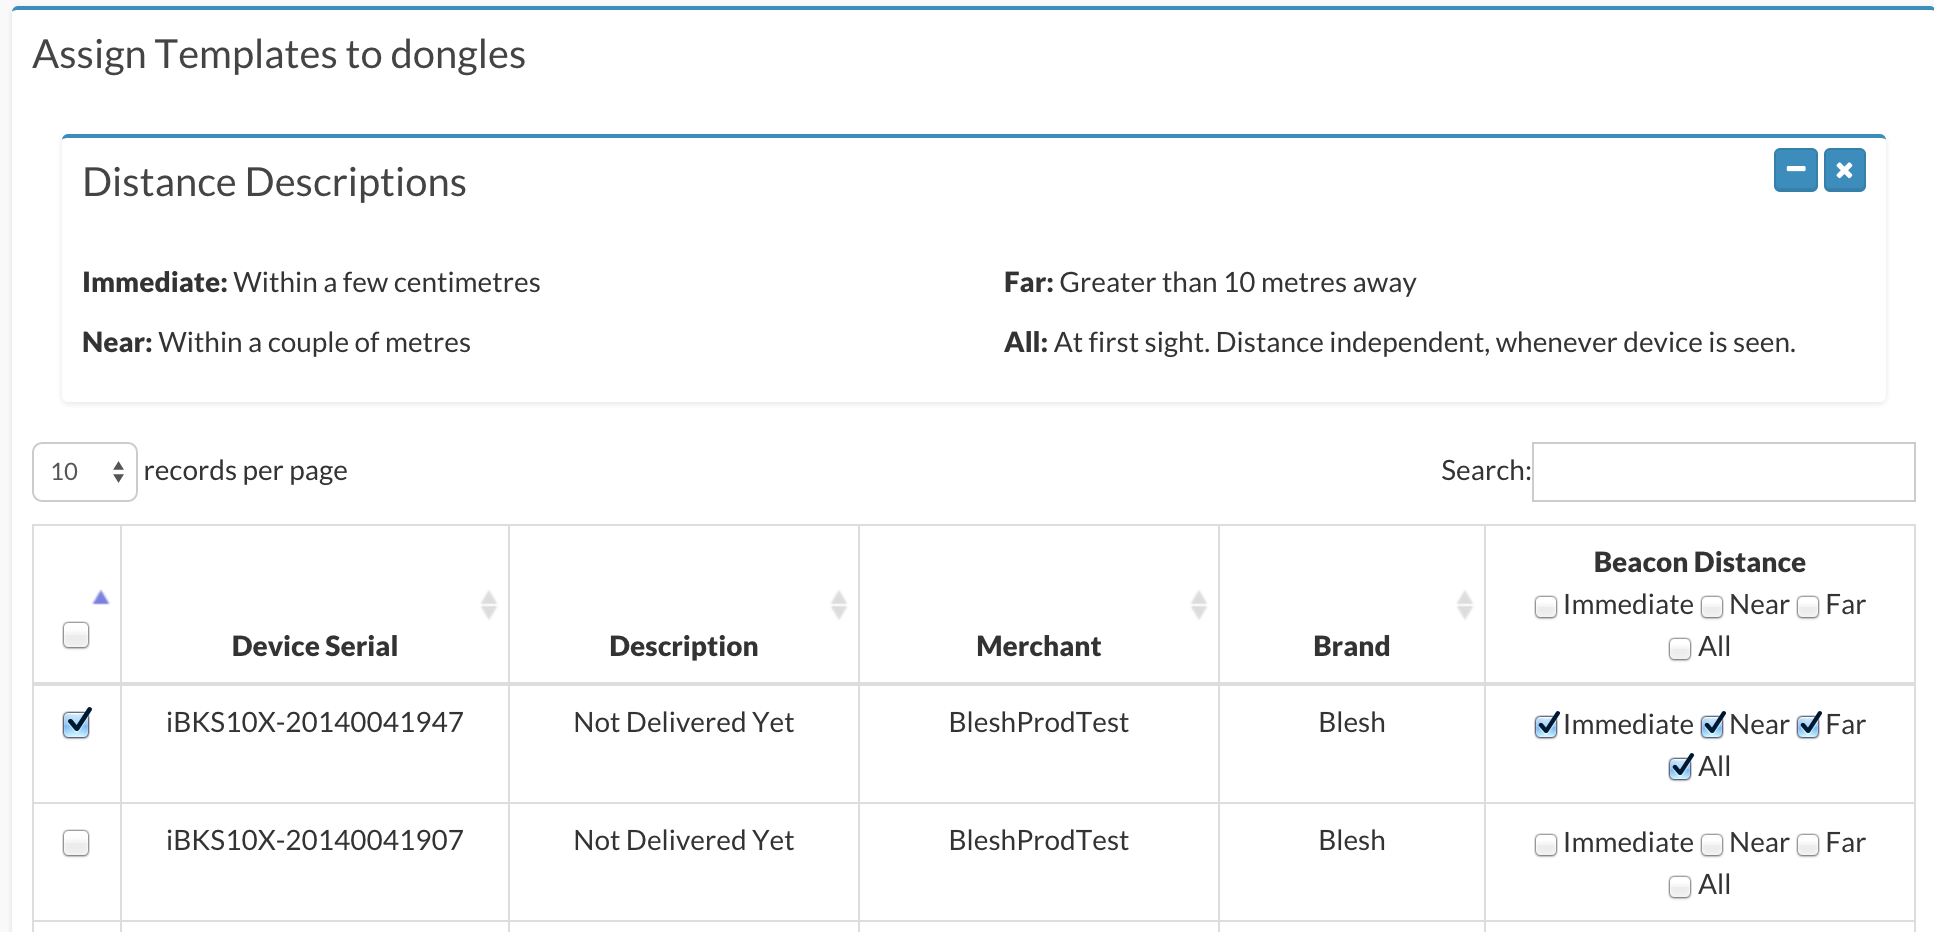 Assign Templates to dongles
Distance Descriptions
Immediate: Within a few centimetres
Near: Within a couple of metres
Far: Greater than 10 metres away
All: At first sight. Distance independent, whenever device is seen.
10 records per page
Search:
Device Serial
Description
Merchant
Brand
Beacon Distance
Immediate Near Far
All
iBKS10X-20140041947
Not Delivered Yet
BleshProdTest
Blesh
Immediate Near Far
All
iBKS10X-20140041907
Not Delivered Yet
BleshProdTest
Blesh
Immediate Near Far
All